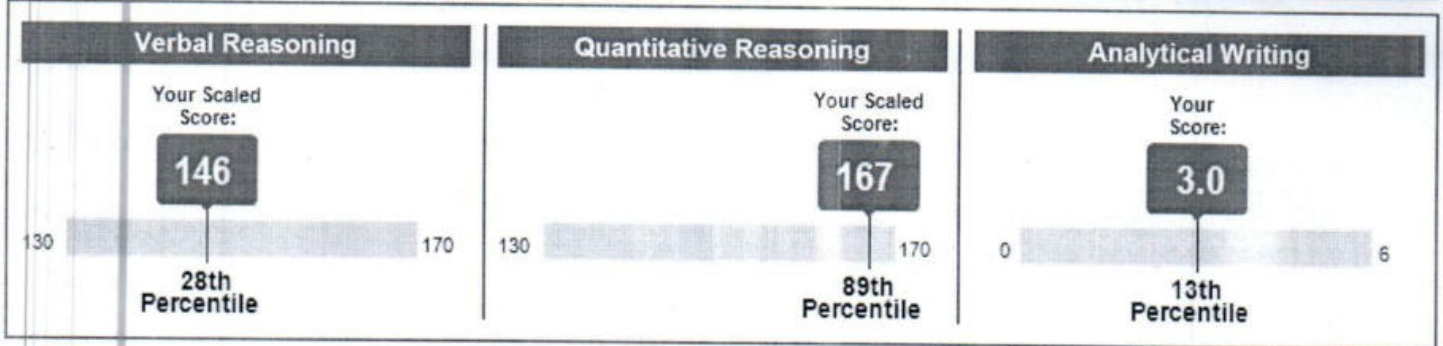 Verbal Reasoning
Your Scaled
Score:
146
130
170
28th
Percentile
Quantitative Reasoning
Your Scaled
Score:
167
130
170
89th
Percentile
Analytical Writing
Your
Score:
3.0
0
6
13th
Percentile